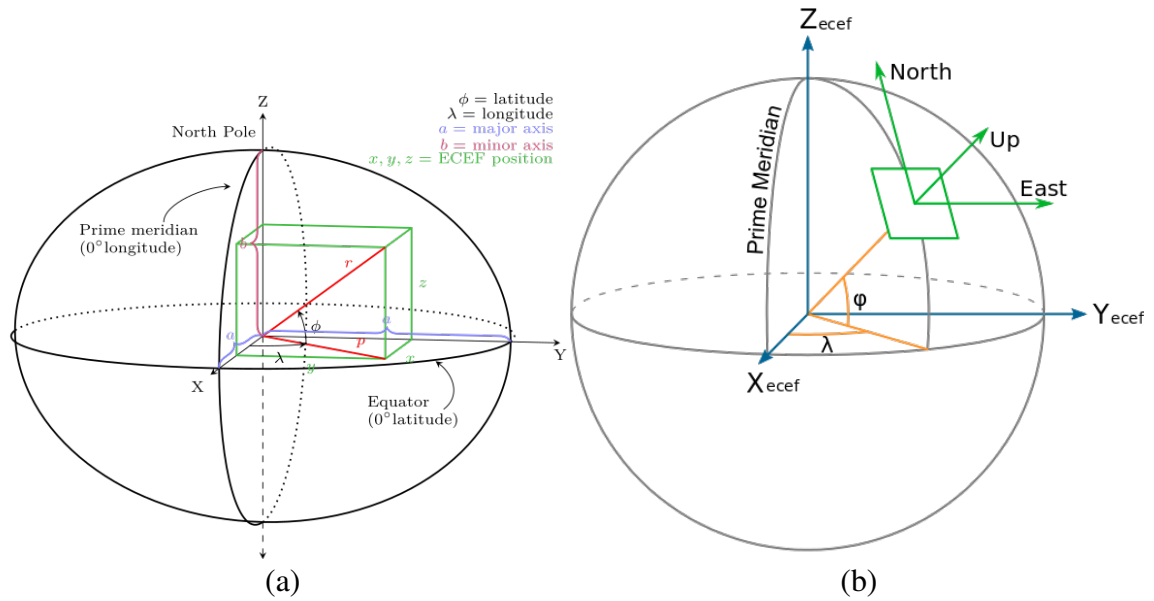 Z
ϕ = latitude
λ = longitude
a = major axis
b = minor axis
x, y, z = ECEF position
North Pole
Prime meridian
(0°longitude)
b
r
z
a
a
ϕ
λ
p
x
y
Y
X
Equator
(0°latitude)
(a)
Zecef
North
Up
East
Prime Meridian
φ
λ
Yecef
Xecef
(b)